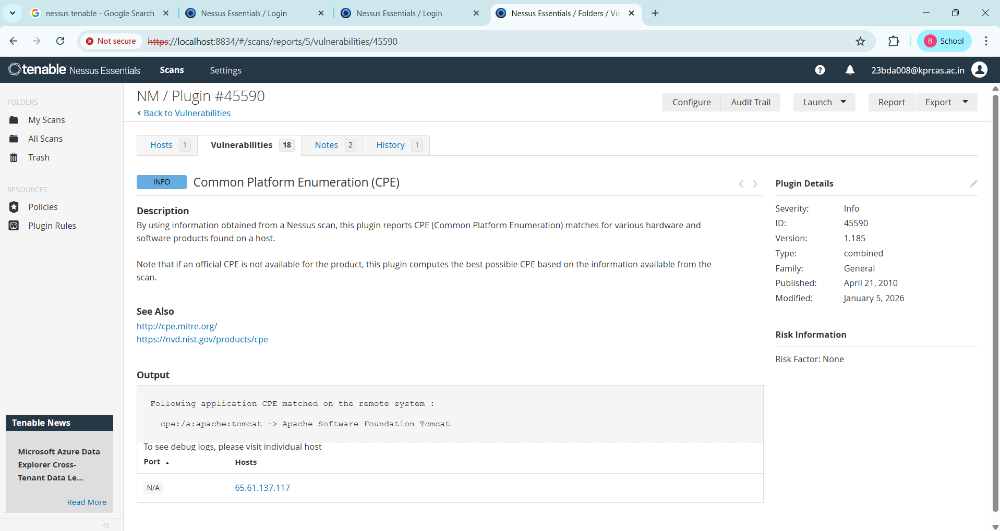 nessus tenable - Google Search
Nessus Essentials / Login
Nessus Essentials / Login
Nessus Essentials / Folders / Vie
Not secure
https://localhost:8834/#/scans/reports/5/vulnerabilities/45590
B
School
tenable Nessus Essentials
Scans
Settings
?
23bda008@kprcas.ac.in
FOLDERS
My Scans
All Scans
Trash
RESOURCES
Policies
Plugin Rules
Tenable News
Microsoft Azure Data
Explorer Cross-
Tenant Data Le...
Read More
NM / Plugin #45590
Back to Vulnerabilities
Configure
Audit Trail
Launch
Report
Export
Hosts 1
Vulnerabilities 18
Notes 2
History 1
INFO
Common Platform Enumeration (CPE)
Description
By using information obtained from a Nessus scan, this plugin reports CPE (Common Platform Enumeration) matches for various hardware and
software products found on a host.
Note that if an official CPE is not available for the product, this plugin computes the best possible CPE based on the information available from the
scan.
See Also
http://cpe.mitre.org/
https://nvd.nist.gov/products/cpe
Output
Following application CPE matched on the remote system :
cpe:/a:apache:tomcat -> Apache Software Foundation Tomcat
To see debug logs, please visit individual host
Port
Hosts
N/A
65.61.137.117
Plugin Details
Severity: Info
ID: 45590
Version: 1.185
Type: combined
Family: General
Published: April 21, 2010
Modified: January 5, 2026
Risk Information
Risk Factor: None